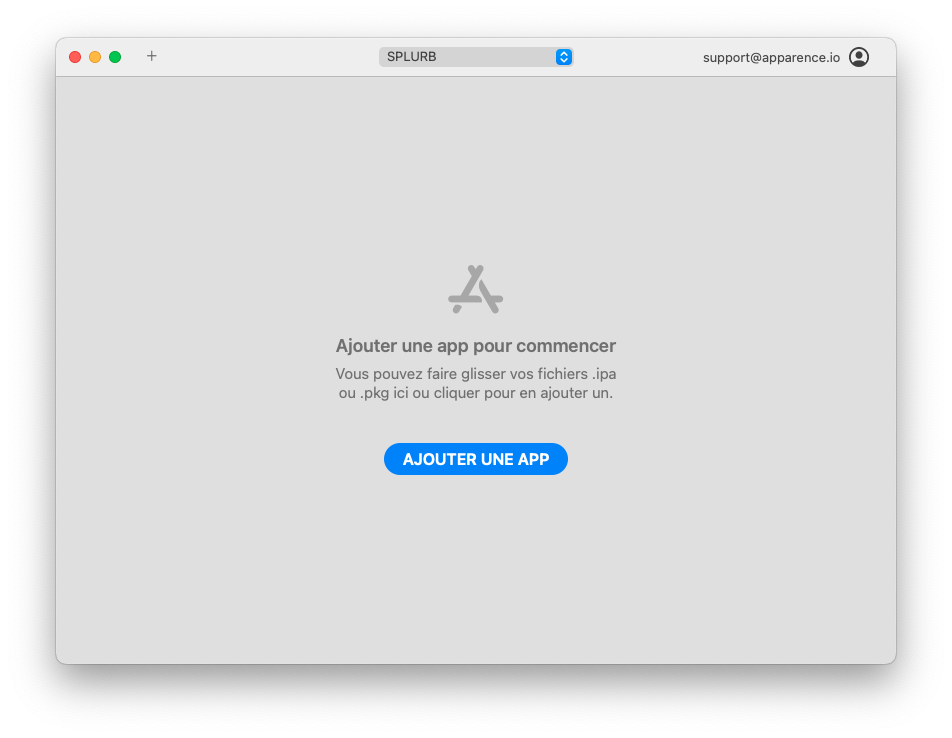 SPLURB
support@apparence.io
Ajouter une app pour commencer
Vous pouvez faire glisser vos fichiers .ipa
ou .pkg ici ou cliquer pour en ajouter un.
AJOUTER UNE APP